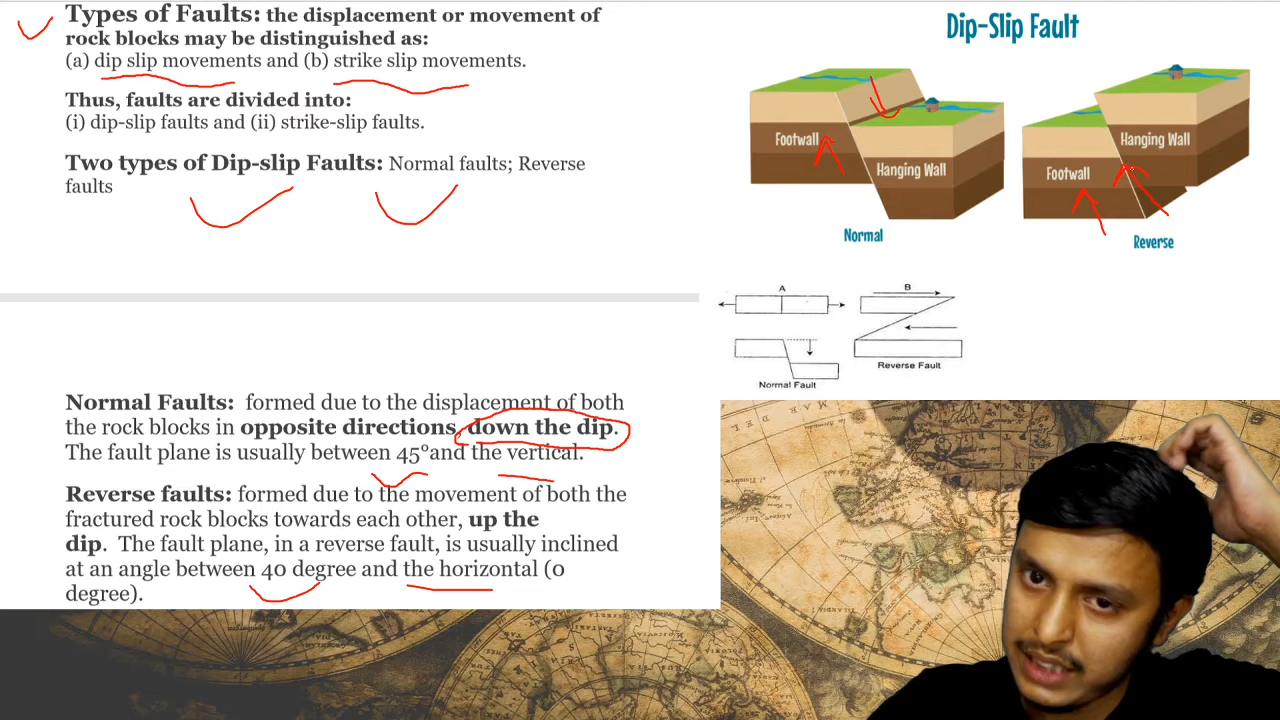 Types of Faults: the displacement or movement of
rock blocks may be distinguished as:
(a) dip slip movements and (b) strike slip movements.
Thus, faults are divided into:
(i) dip-slip faults and (ii) strike-slip faults.
Two types of Dip-slip Faults: Normal faults; Reverse
faults
Dip-Slip Fault
Footwall
Hanging Wall
Normal
Hanging Wall
Footwall
Reverse
A
B
Normal Fault
Reverse Fault
Normal Faults: formed due to the displacement of both
the rock blocks in opposite directions, down the dip.
The fault plane is usually between 45°and the vertical.
Reverse faults: formed due to the movement of both the
fractured rock blocks towards each other, up the
dip. The fault plane, in a reverse fault, is usually inclined
at an angle between 40 degree and the horizontal (0
degree).